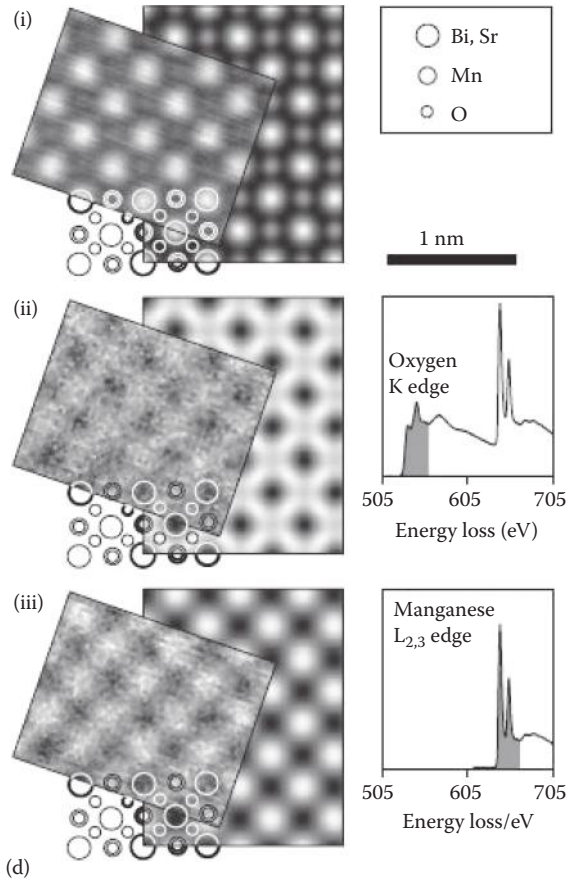 (i)
Bi, Sr
Mn
O
1 nm
(ii)
Oxygen
K edge
505 605 705
Energy loss (eV)
(iii)
Manganese
L2,3 edge
505 605 705
Energy loss/eV
(d)